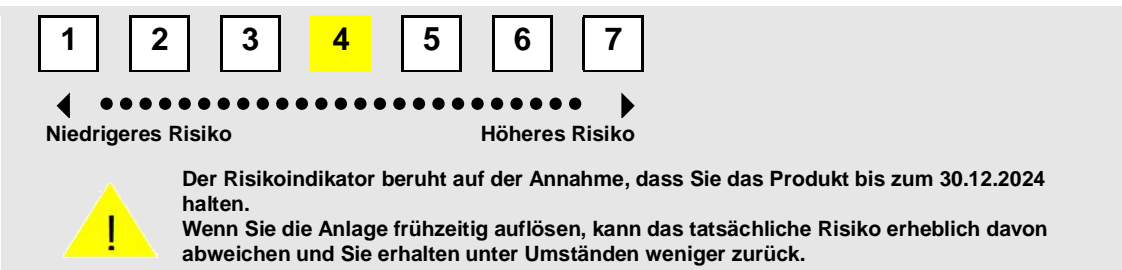 1 2 3 4 5 6 7
Niedrigeres Risiko Höheres Risiko
Der Risikoindikator beruht auf der Annahme, dass Sie das Produkt bis zum 30.12.2024
halten.
Wenn Sie die Anlage frühzeitig auflösen, kann das tatsächliche Risiko erheblich davon
abweichen und Sie erhalten unter Umständen weniger zurück.
!